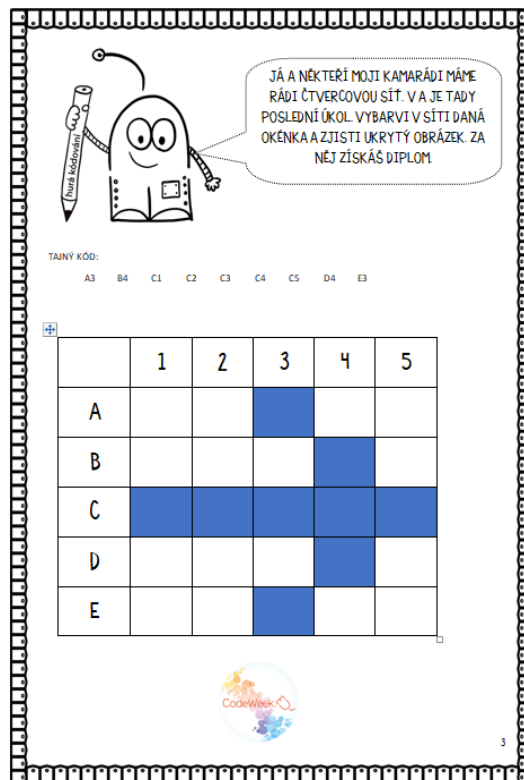 JÁ A NĚKTEŘÍ MOJI KAMARÁDI MÁME
RÁDI ČTVERCOVOU SÍŤ. V A JE TADY
POSLEDNÍ ÚKOL. VYBARVI V SÍTI DANÁ
OKÉNKA A ZJISTI UKRYTÝ OBRÁZEK. ZA
NĚJ ZÍSKÁŠ DIPLOM.
hurá kódování
TAJNÝ KÓD:
A3 B4 C1 C2 C3 C4 C5 D4 E3
1 2 3 4 5
A
B
C
D
E
CodeWeek
3